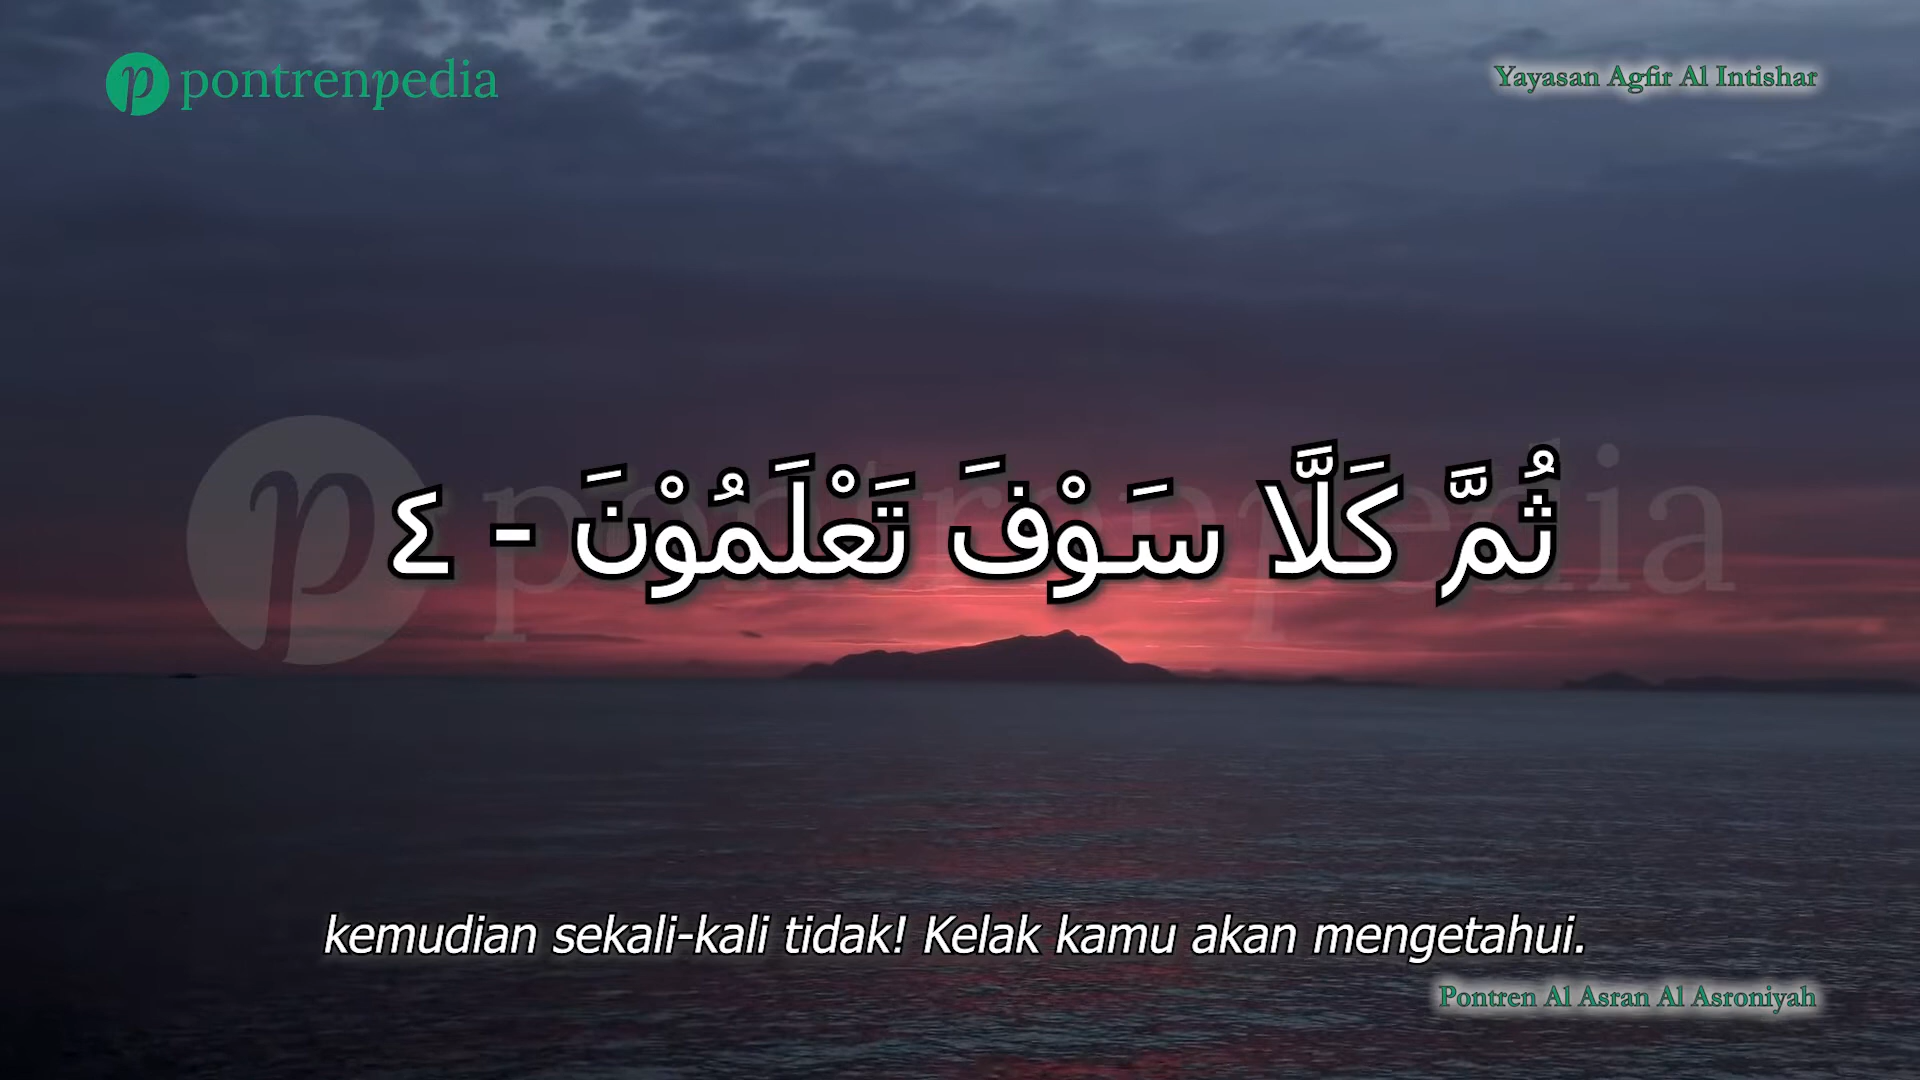 pontrenpedia
Yayasan Agfir Al Intishar
pontrenpedia
ثُمَّ كَلَّا سَوْفَ تَعْلَمُوْنَ - ٤
kemudian sekali-kali tidak! Kelak kamu akan mengetahui.
Pontren Al Asran Al Asroniyah